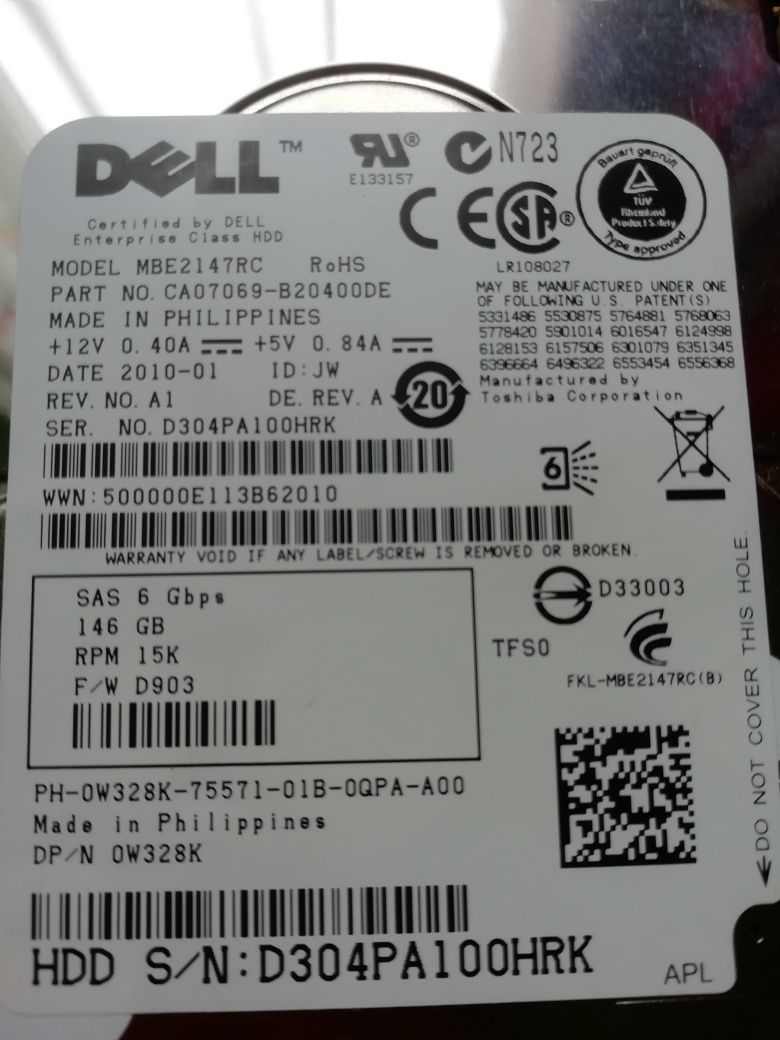 DELL™
UR® E133157
N723
CE SA® LR108027
Bauart geprüft
TÜV
Rheinland
Product Safety
Type approved
Certified by DELL
Enterprise Class HDD
MODEL MBE2147RC RoHS
PART NO. CA07069-B20400DE
MADE IN PHILIPPINES
+12V 0.40A +5V 0.84A
DATE 2010-01 ID:JW
REV. NO. A1 DE. REV. A
20
SER. NO. D304PA100HRK
MAY BE MANUFACTURED UNDER ONE
OF FOLLOWING U.S. PATENT(S)
5331486 5530875 5764881 5768063
5778420 5901014 6016547 6124998
6128153 6157506 6301079 6351345
6396664 6496322 6553454 6556368
Manufactured by
Toshiba Corporation
6
WWN:500000E113B62010
WARRANTY VOID IF ANY LABEL/SCREW IS REMOVED OR BROKEN.
SAS 6 Gbps
146 GB
RPM 15K
F/W D903
D33003
TFSO
FKL-MBE2147RC(B)
DO NOT COVER THIS HOLE.
PH-0W328K-75571-01B-0QPA-A00
Made in Philippines
DP/N 0W328K
HDD S/N:D304PA100HRK
APL